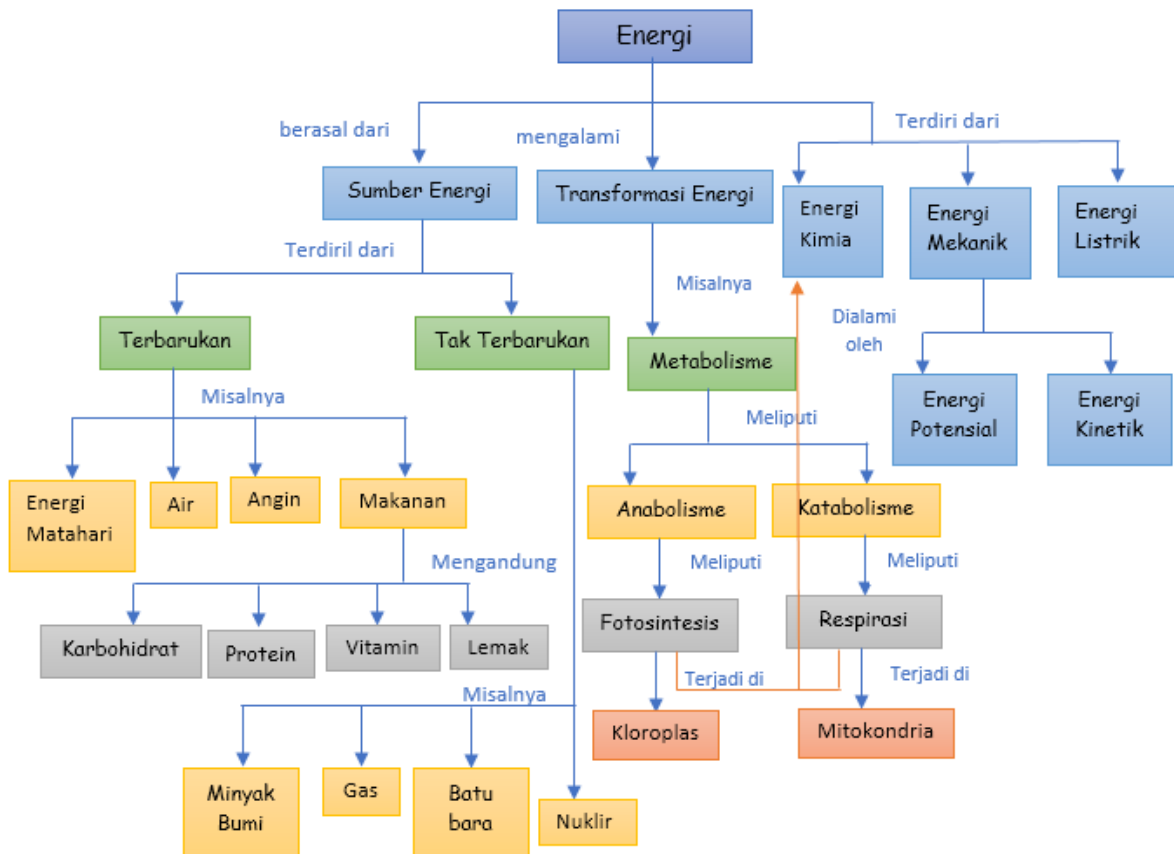 Energi
berasal dari
mengalami
Terdiri dari
Sumber Energi
Transformasi Energi
Energi
Kimia
Energi
Mekanik
Energi
Listrik
Terdiril dari
Misalnya
Terbarukan
Tak Terbarukan
Metabolisme
Dialami
oleh
Misalnya
Meliputi
Energi
Potensial
Energi
Kinetik
Energi
Matahari
Air
Angin
Makanan
Anabolisme
Katabolisme
Mengandung
Meliputi
Meliputi
Karbohidrat
Protein
Vitamin
Lemak
Fotosintesis
Respirasi
Misalnya
Terjadi di
Terjadi di
Kloroplas
Mitokondria
Minyak
Bumi
Gas
Batu
bara
Nuklir